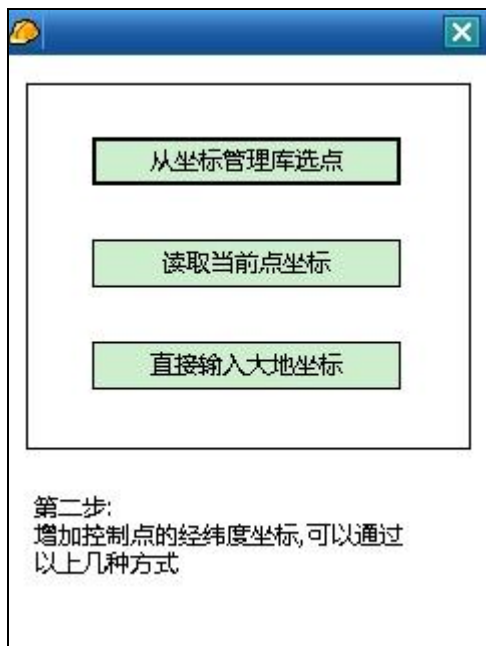 从坐标管理库选点
读取当前点坐标
直接输入大地坐标
第二步:
增加控制点的经纬度坐标,可以通过
以上几种方式